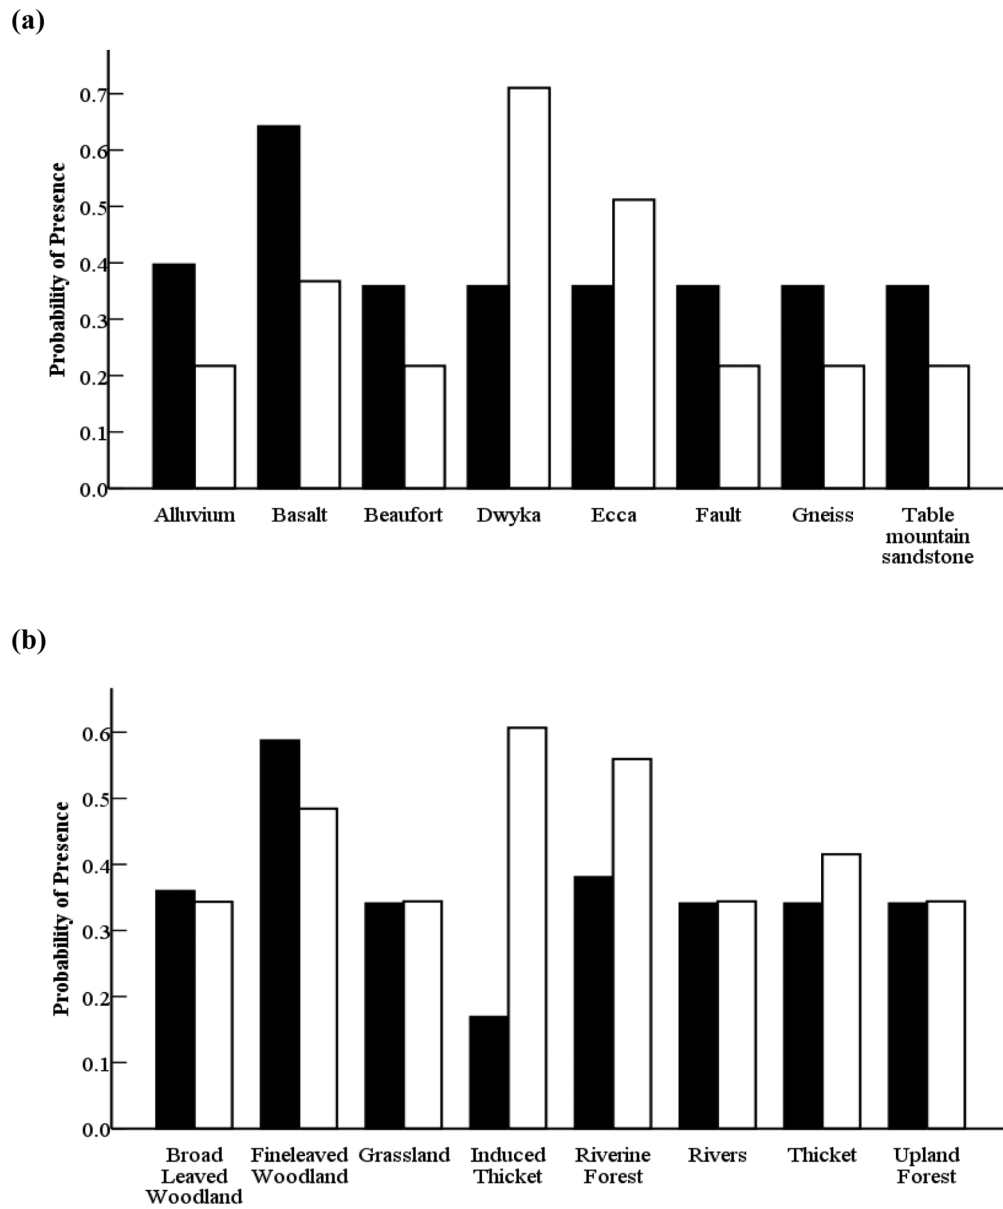 (a)
Probability of Presence
0.7
0.6
0.5
0.4
0.3
0.2
0.1
0.0
Alluvium Basalt Beaufort Dwyka Ecca Fault Gneiss Table
mountain
sandstone
(b)
Probability of Presence
0.6
0.5
0.4
0.3
0.2
0.1
0.0
Broad Fineleaved Grassland Induced Riverine Rivers Thicket Upland
Leaved Woodland Thicket Forest Forest
Woodland